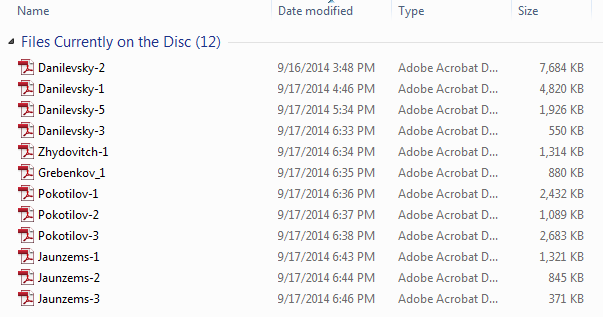 Name Date modified Type Size
Files Currently on the Disc (12)
Danilevsky-2 9/16/2014 3:48 PM Adobe Acrobat D... 7,684 KB
Danilevsky-1 9/17/2014 4:46 PM Adobe Acrobat D... 4,820 KB
Danilevsky-5 9/17/2014 5:34 PM Adobe Acrobat D... 1,926 KB
Danilevsky-3 9/17/2014 6:33 PM Adobe Acrobat D... 550 KB
Zhydovitch-1 9/17/2014 6:34 PM Adobe Acrobat D... 1,314 KB
Grebenkov_1 9/17/2014 6:35 PM Adobe Acrobat D... 880 KB
Pokotilov-1 9/17/2014 6:36 PM Adobe Acrobat D... 2,432 KB
Pokotilov-2 9/17/2014 6:37 PM Adobe Acrobat D... 1,089 KB
Pokotilov-3 9/17/2014 6:38 PM Adobe Acrobat D... 2,683 KB
Jaunzems-1 9/17/2014 6:43 PM Adobe Acrobat D... 1,321 KB
Jaunzems-2 9/17/2014 6:44 PM Adobe Acrobat D... 845 KB
Jaunzems-3 9/17/2014 6:46 PM Adobe Acrobat D... 371 KB